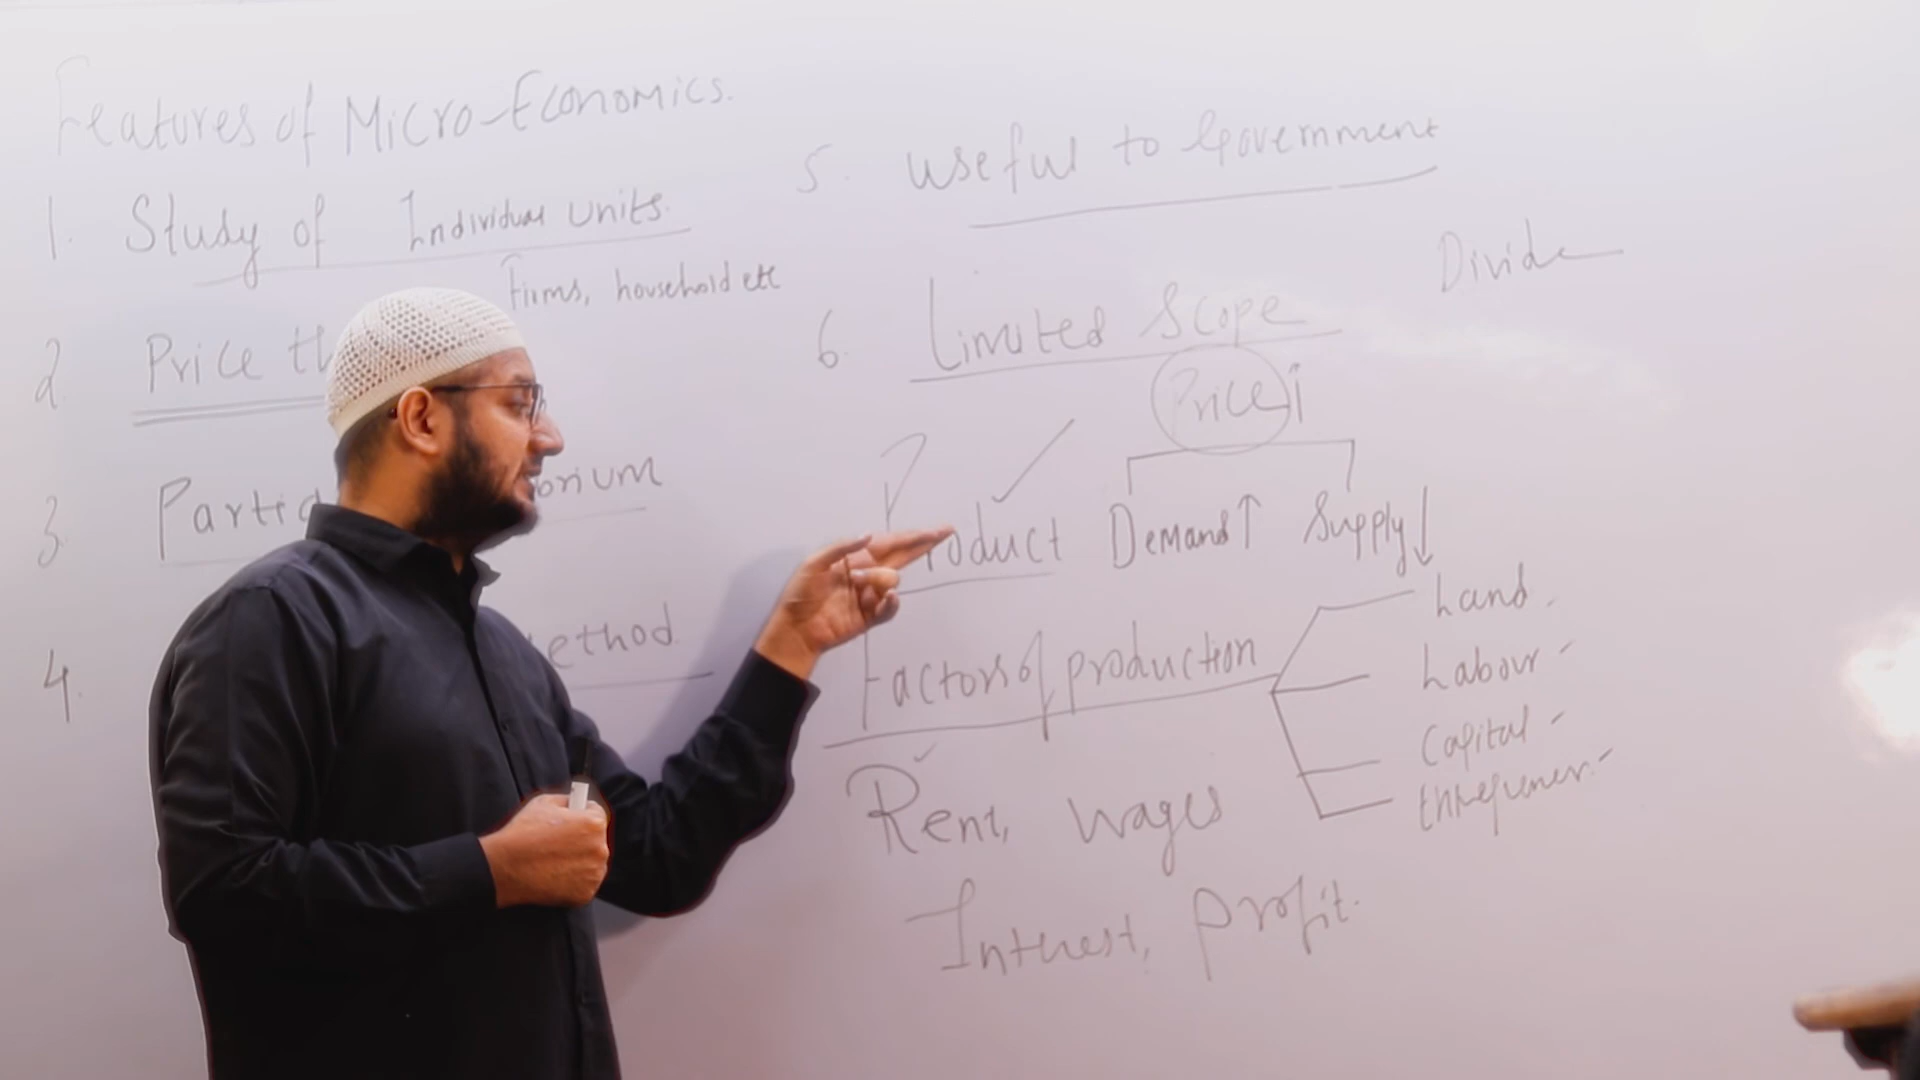 Features of Micro-Economics.
1. Study of Individual units.
Firms, household etc
2 Price th
3 Partia orium
4. ethod
5. Useful to Government
Divide
6. Limited Scope
Price
Product Demand↑ Supply↓
Factors of production
Land
Labour
Capital
Rent, wages
Interest, Profit.